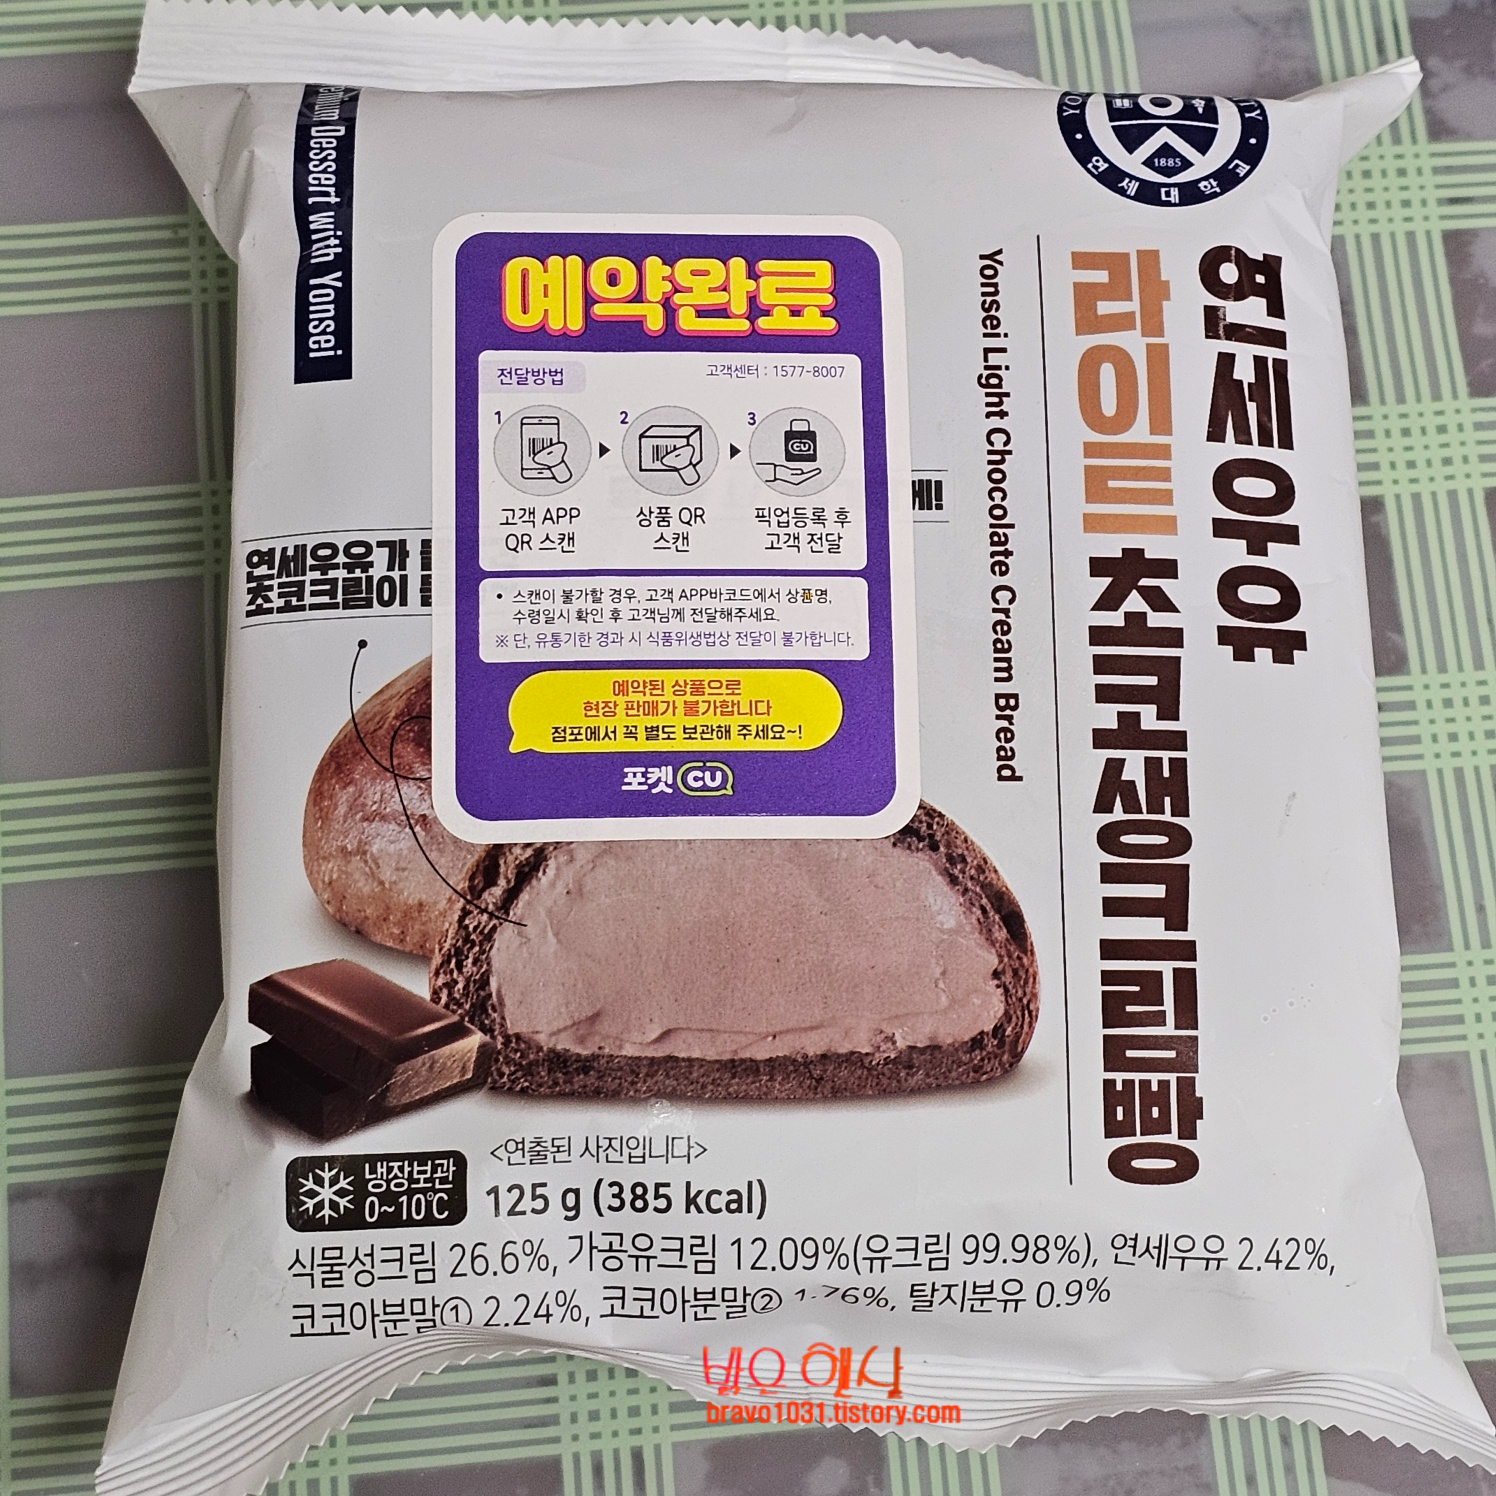 Dessert with Yonsei
1885
연세대학교
연세우유
라이트 초코생크림빵
Yonsei Light Chocolate Cream Bread
예약완료
전달방법
고객센터 : 1577-8007
1
2
3
CU
고객 APP
QR 스캔
상품 QR
스캔
픽업등록 후
고객 전달
• 스캔이 불가할 경우, 고객 APP바코드에서 상품명,
수령일시 확인 후 고객님께 전달해주세요.
※ 단, 유통기한 경과 시 식품위생법상 전달이 불가합니다.
예약된 상품으로
현장 판매가 불가합니다
점포에서 꼭 별도 보관해 주세요~!
포켓 CU
연세우유가
초코크림이
<연출된 사진입니다>
냉장보관
0~10℃
125 g (385 kcal)
식물성크림 26.6%, 가공유크림 12.09%(유크림 99.98%), 연세우유 2.42%,
코코아분말① 2.24%, 코코아분말② 탈지분유 0.9%
bravo1031.tistory.com